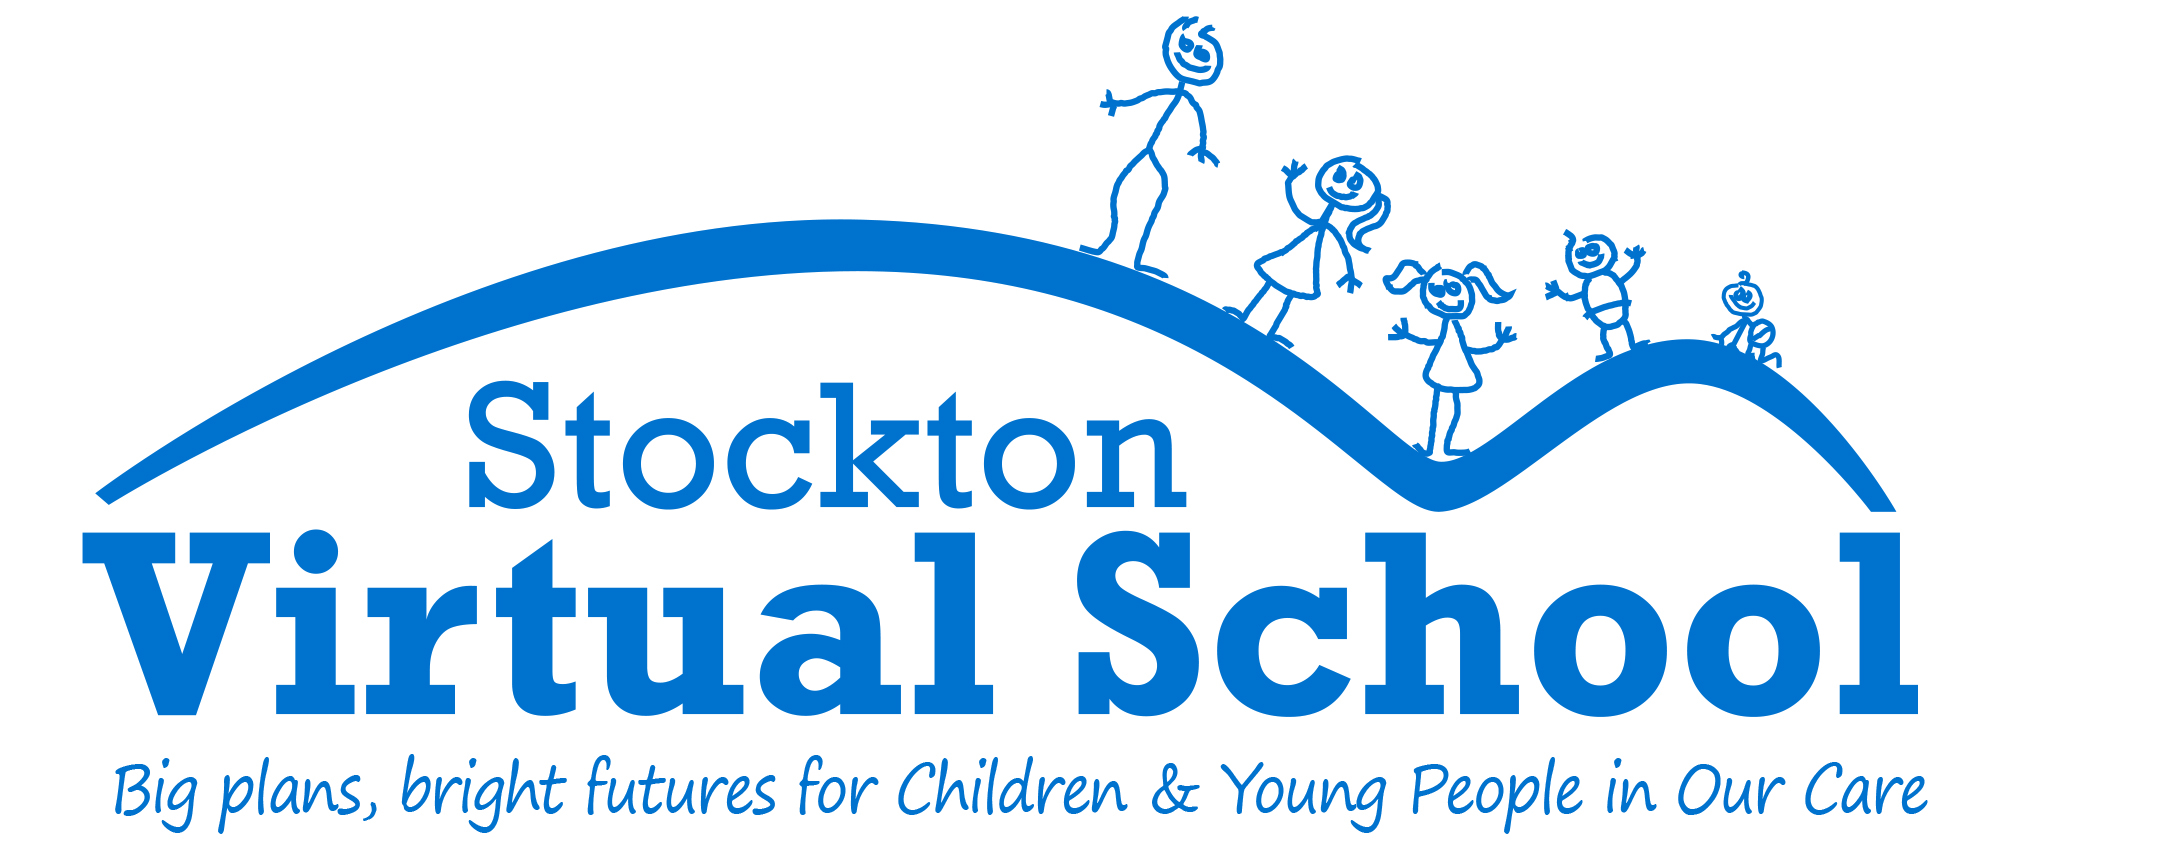 Stockton
Virtual School
Big plans, bright futures for Children & Young People in Our Care